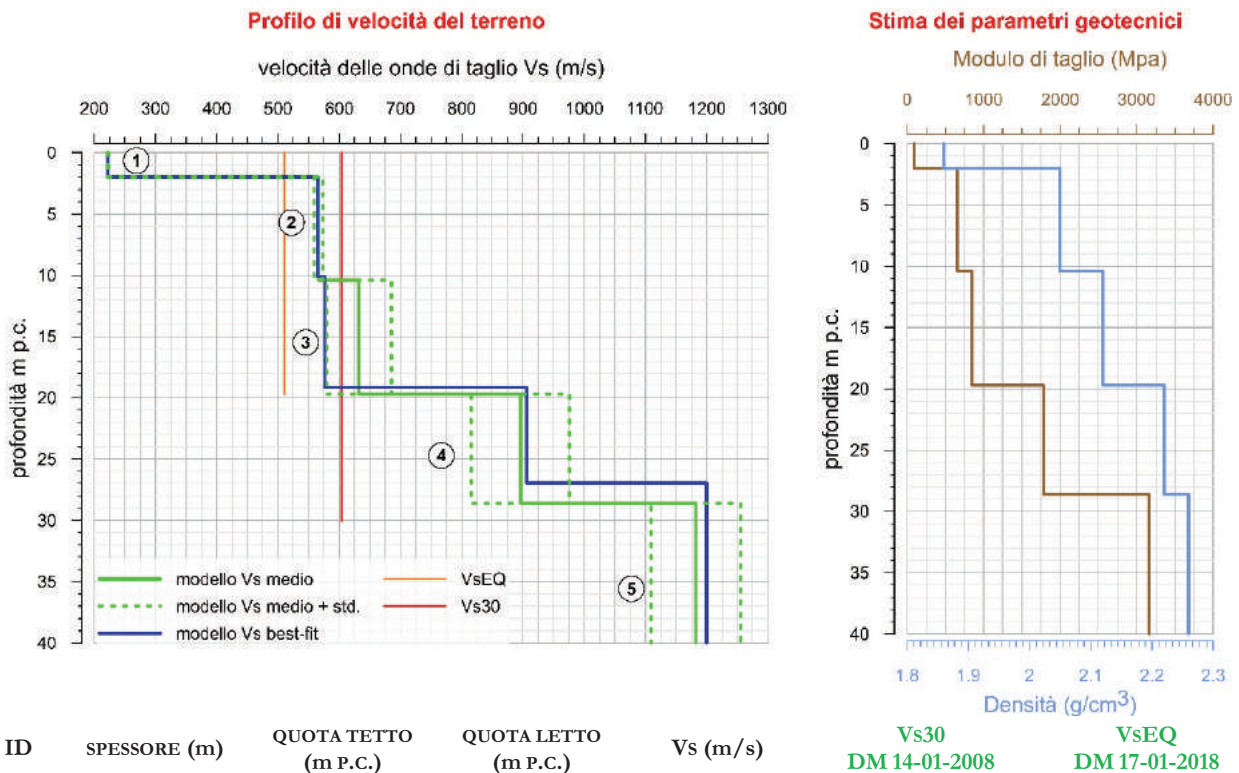 Profilo di velocità del terreno
velocità delle onde di taglio Vs (m/s)
200 300 400 500 600 700 800 900 1000 1100 1200 1300
profondità m p.c.
0
5
10
15
20
25
30
35
40
1
2
3
4
5
modello Vs medio
modello Vs medio + std.
modello Vs best-fit
VsEQ
Vs30
Stima dei parametri geotecnici
Modulo di taglio (Mpa)
0 1000 2000 3000 4000
profondità m p.c.
0
5
10
15
20
25
30
35
40
1.8 1.9 2 2.1 2.2 2.3
Densità (g/cm³)
ID SPESSORE (m) QUOTA TETTO (m P.C.) QUOTA LETTO (m P.C.) Vs (m/s) Vs30 DM 14-01-2008 VsEQ DM 17-01-2018